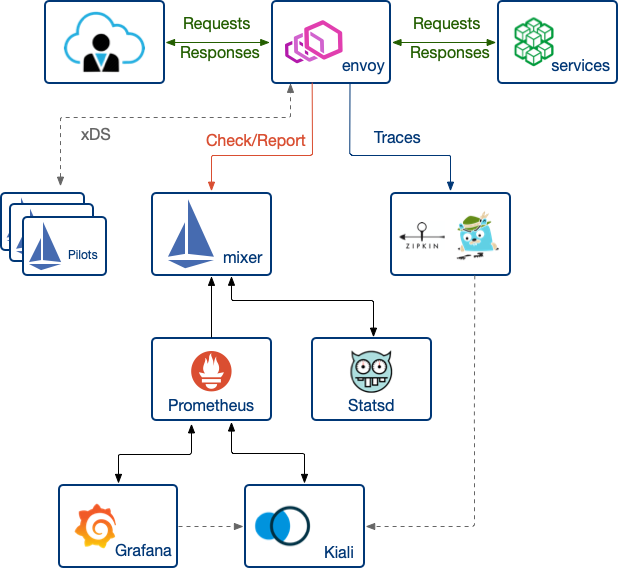 Requests
Responses
envoy
Requests
Responses
services
xDS
Check/Report
Traces
Pilots
mixer
ZIPKIN
Prometheus
Statsd
Grafana
Kiali